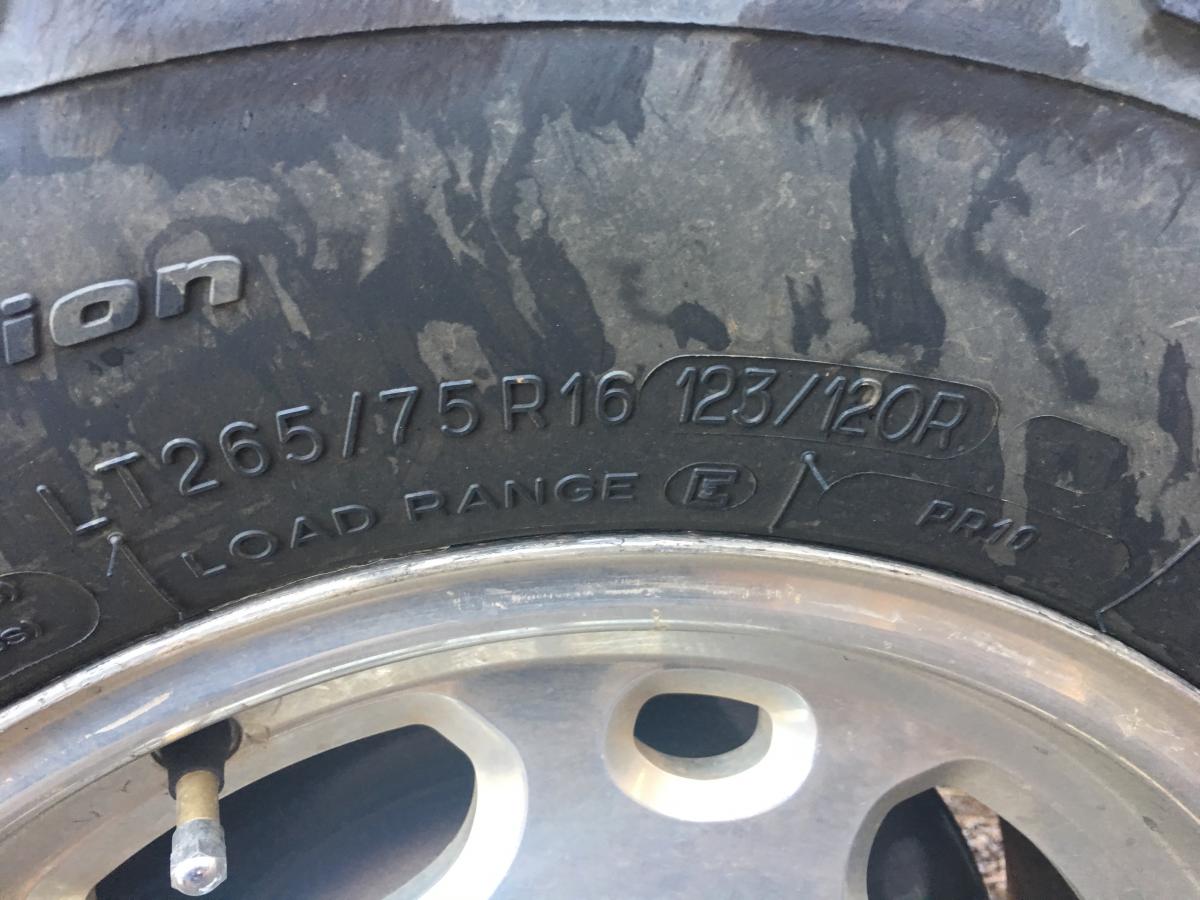 ion
LT265/75R16 123/120R
LOAD RANGE E
PR10